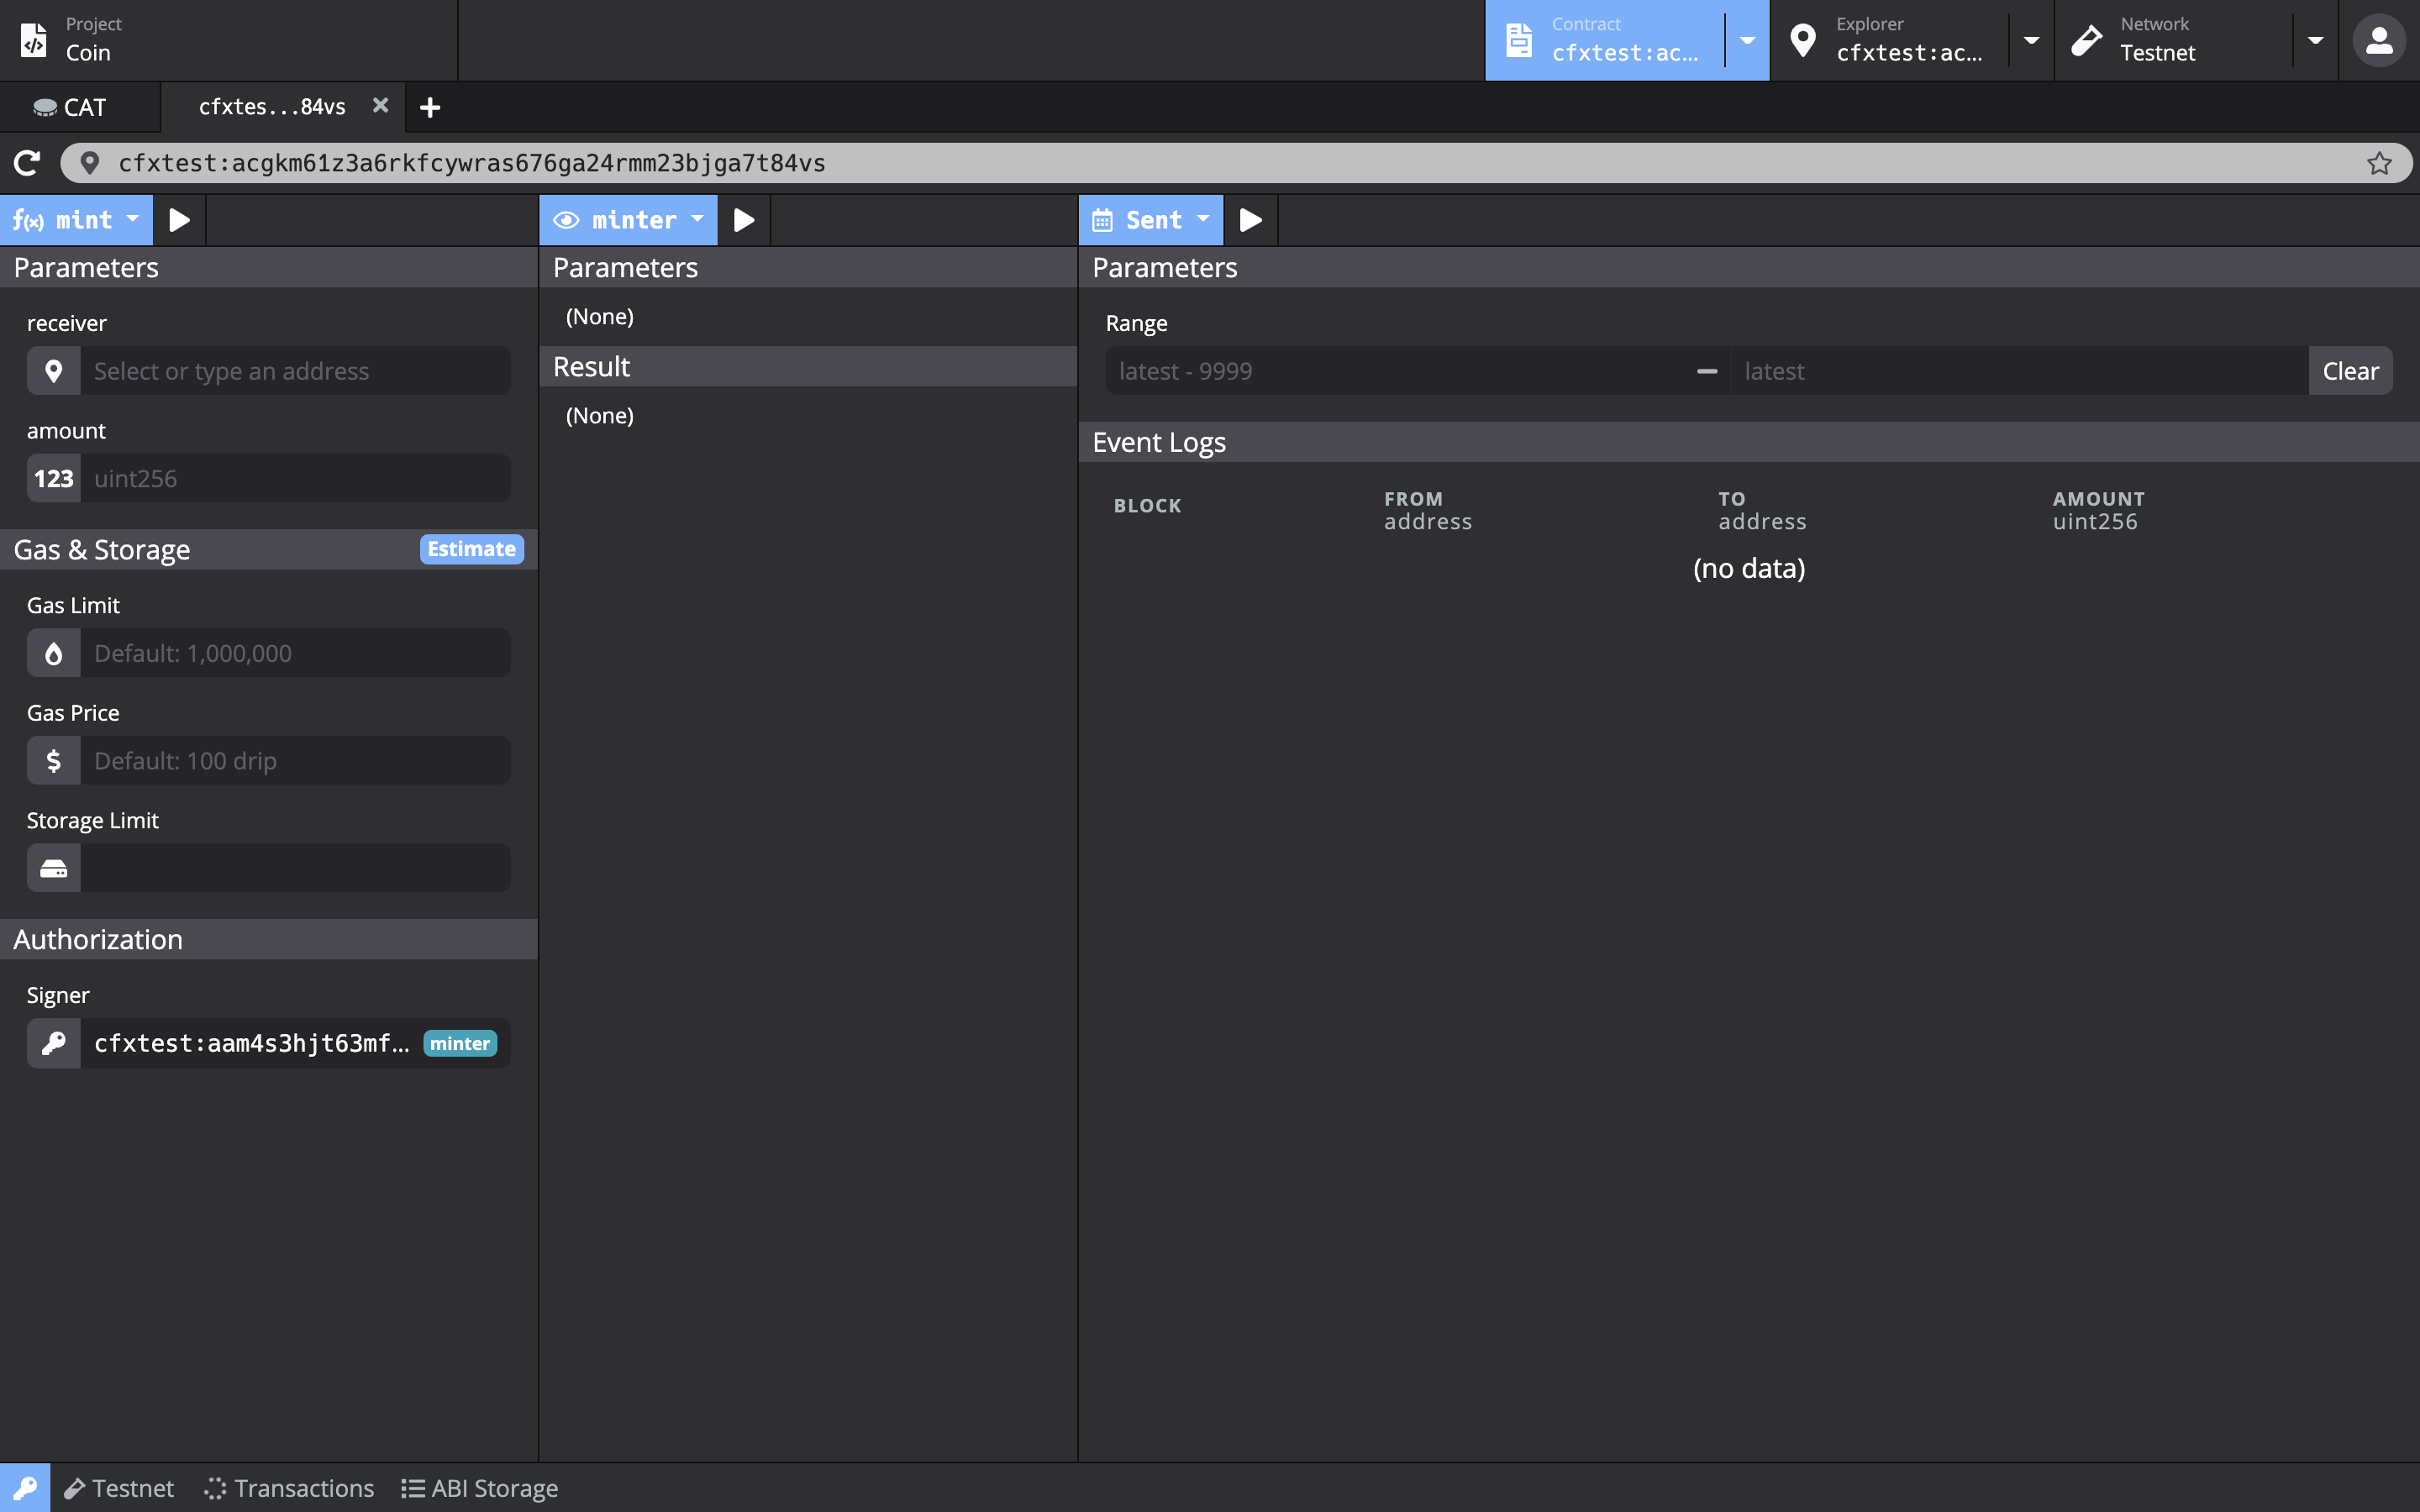 Project
Coin
Contract
cfxtest:ac...
Explorer
cfxtest:ac...
Network
Testnet
CAT
cfxtes...84vs
cfxtest:acgkm61z3a6rkfcywras676ga24rmm23bjga7t84vs
f(x) mint
minter
Sent
Parameters
receiver
Select or type an address
amount
123 uint256
Gas & Storage
Estimate
Gas Limit
Default: 1,000,000
Gas Price
Default: 100 drip
Storage Limit
Authorization
Signer
cfxtest:aam4s3hjt63mf... minter
Parameters
(None)
Result
(None)
Parameters
Range
latest - 9999 — latest Clear
Event Logs
BLOCK FROM TO AMOUNT
address address uint256
(no data)
Testnet Transactions ABI Storage